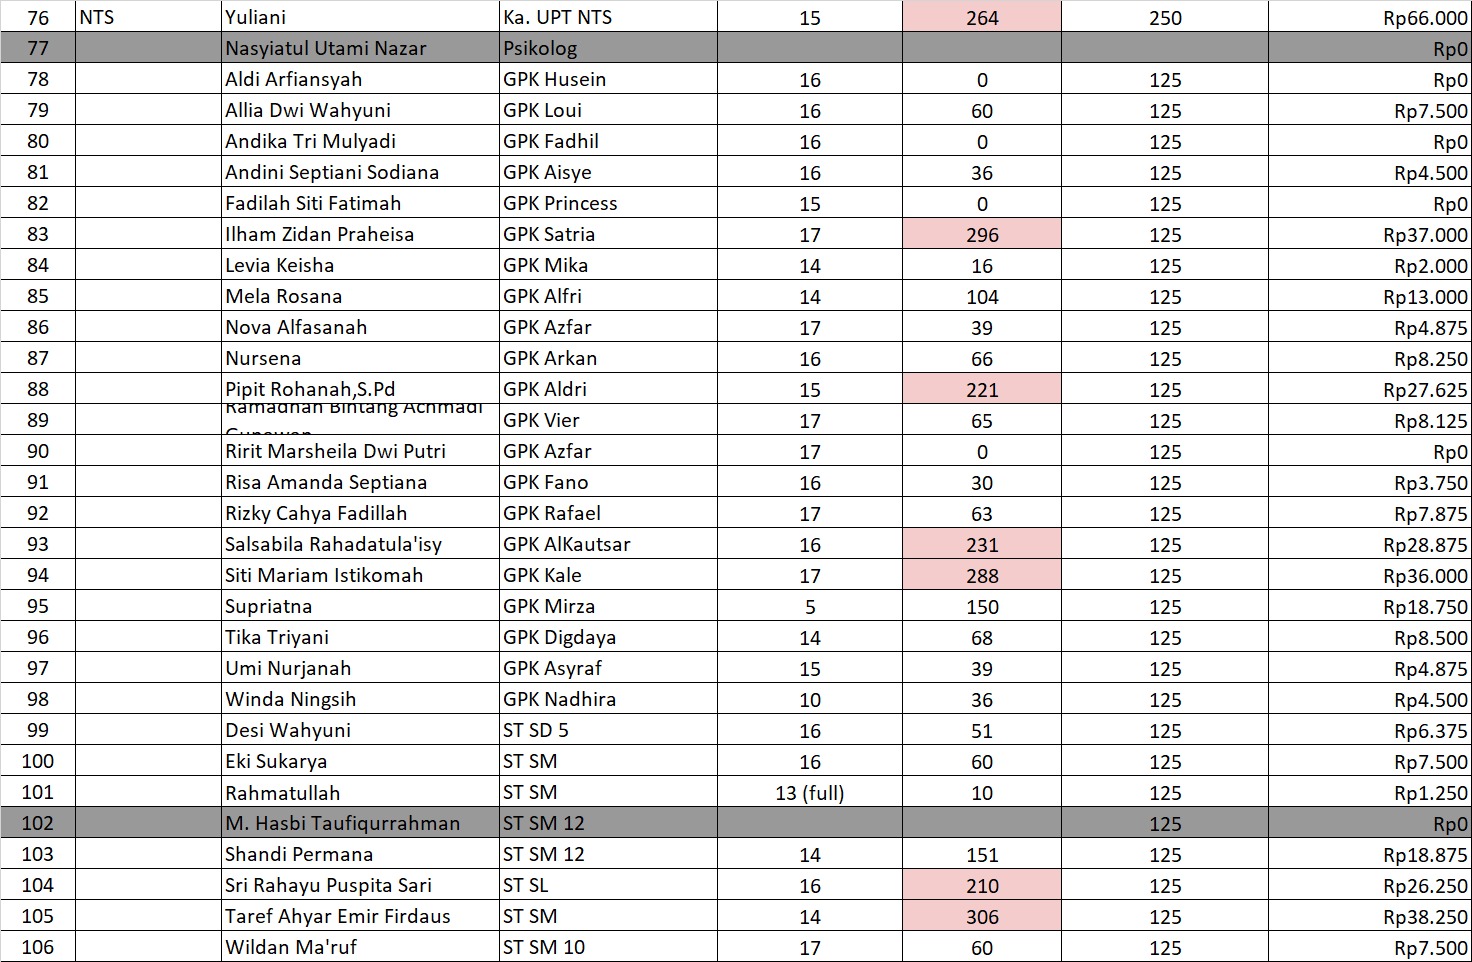 76 NTS Yuliani Ka. UPT NTS 15 264 250 Rp66.000
77 Nasyiatul Utami Nazar Psikolog Rp0
78 Aldi Arfiansyah GPK Husein 16 0 125 Rp0
79 Allia Dwi Wahyuni GPK Loui 16 60 125 Rp7.500
80 Andika Tri Mulyadi GPK Fadhil 16 0 125 Rp0
81 Andini Septiani Sodiana GPK Aisye 16 36 125 Rp4.500
82 Fadilah Siti Fatimah GPK Princess 15 0 125 Rp0
83 Ilham Zidan Praheisa GPK Satria 17 296 125 Rp37.000
84 Levia Keisha GPK Mika 14 16 125 Rp2.000
85 Mela Rosana GPK Alfri 14 104 125 Rp13.000
86 Nova Alfasanah GPK Azfar 17 39 125 Rp4.875
87 Nursena GPK Arkan 16 66 125 Rp8.250
88 Pipit Rohanah,S.Pd GPK Aldri 15 221 125 Rp27.625
89 Ramadhan Bintang Achmadi GPK Vier 17 65 125 Rp8.125
90 Ririt Marsheila Dwi Putri GPK Azfar 17 0 125 Rp0
91 Risa Amanda Septiana GPK Fano 16 30 125 Rp3.750
92 Rizky Cahya Fadillah GPK Rafael 17 63 125 Rp7.875
93 Salsabila Rahadatula'isy GPK AlKautsar 16 231 125 Rp28.875
94 Siti Mariam Istikomah GPK Kale 17 288 125 Rp36.000
95 Supriatna GPK Mirza 5 150 125 Rp18.750
96 Tika Triyani GPK Digdaya 14 68 125 Rp8.500
97 Umi Nurjanah GPK Asyraf 15 39 125 Rp4.875
98 Winda Ningsih GPK Nadhira 10 36 125 Rp4.500
99 Desi Wahyuni ST SD 5 16 51 125 Rp6.375
100 Eki Sukarya ST SM 16 60 125 Rp7.500
101 Rahmatullah ST SM 13 (full) 10 125 Rp1.250
102 M. Hasbi Taufiqurrahman ST SM 12 125 Rp0
103 Shandi Permana ST SM 12 14 151 125 Rp18.875
104 Sri Rahayu Puspita Sari ST SL 16 210 125 Rp26.250
105 Taref Ahyar Emir Firdaus ST SM 14 306 125 Rp38.250
106 Wildan Ma'ruf ST SM 10 17 60 125 Rp7.500